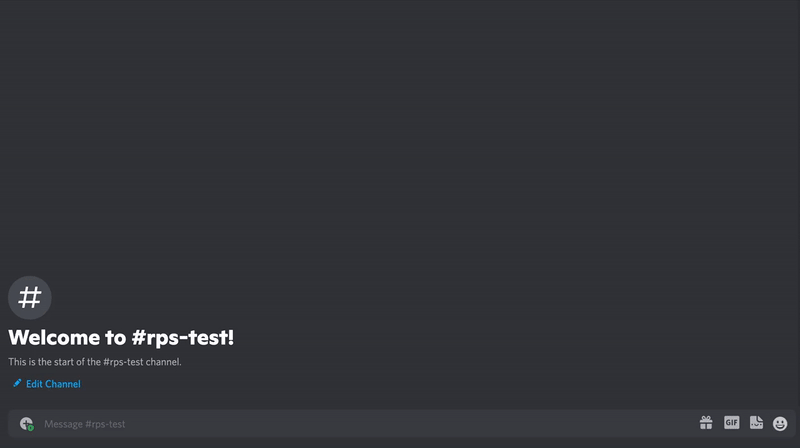 #
Welcome to #rps-test!
This is the start of the #rps-test channel.
Edit Channel
Message #rps-test
GIF